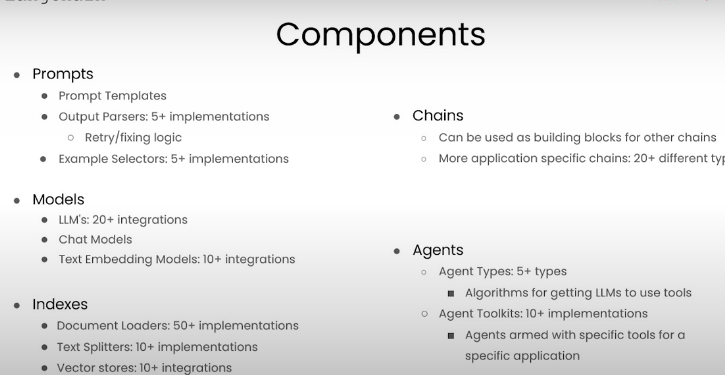 Components
Prompts
Prompt Templates
Output Parsers: 5+ implementations
Retry/fixing logic
Example Selectors: 5+ implementations
Models
LLM's: 20+ integrations
Chat Models
Text Embedding Models: 10+ integrations
Indexes
Document Loaders: 50+ implementations
Text Splitters: 10+ implementations
Vector stores: 10+ integrations
Chains
Can be used as building blocks for other chains
More application specific chains: 20+ different typ
Agents
Agent Types: 5+ types
Algorithms for getting LLMs to use tools
Agent Toolkits: 10+ implementations
Agents armed with specific tools for a
specific application